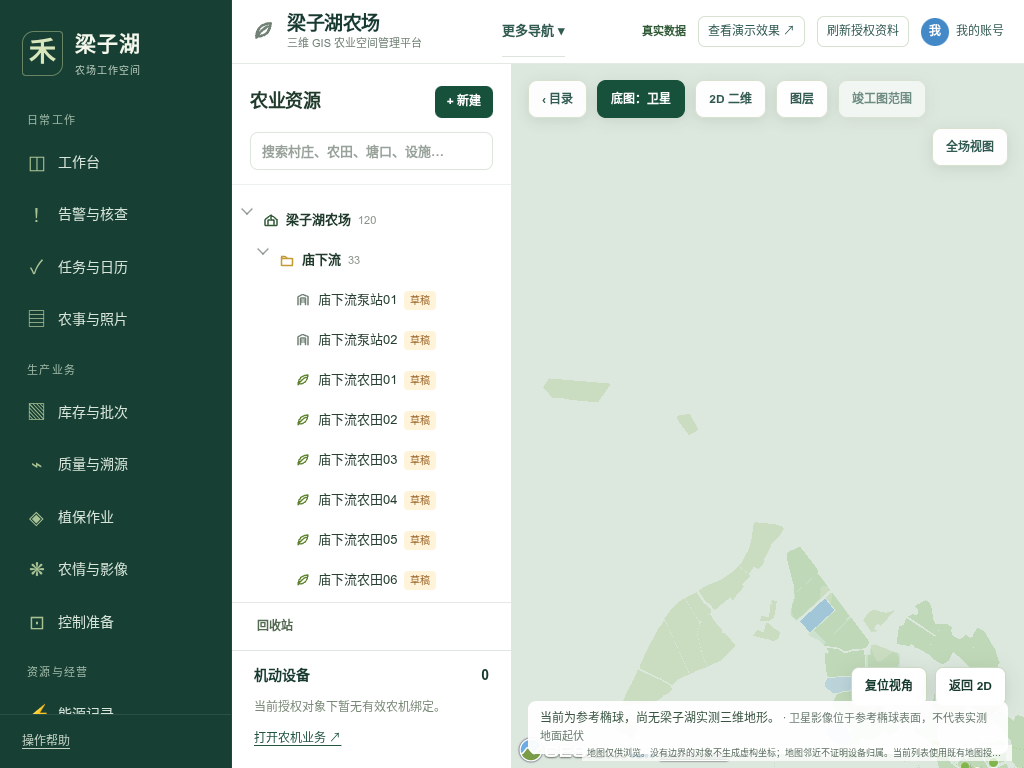 禾 梁子湖
农场工作空间
日常工作
工作台
! 告警与核查
任务与日历
农事与照片
生产业务
库存与批次
质量与溯源
植保作业
农情与影像
控制准备
资源与经营
操作帮助
梁子湖农场
三维 GIS 农业空间管理平台
更多导航 ▾
真实数据
查看演示效果 ↗
刷新授权资料
我 我的账号
农业资源
+ 新建
搜索村庄、农田、塘口、设施...
梁子湖农场 120
庙下流 33
庙下流泵站01 草稿
庙下流泵站02 草稿
庙下流农田01 草稿
庙下流农田02 草稿
庙下流农田03 草稿
庙下流农田04 草稿
庙下流农田05 草稿
庙下流农田06 草稿
回收站
机动设备 0
当前授权对象下暂无有效农机绑定。
打开农机业务 ↗
‹ 目录
底图：卫星
2D 二维
图层
竣工图范围
全场视图
复位视角
返回 2D
当前为参考椭球，尚无梁子湖实测三维地形。 · 卫星影像位于参考椭球表面，不代表实测
地面起伏
地图仅供浏览。没有边界的对象不生成虚构坐标；地图邻近不证明设备归属。当前列表使用既有地图授...